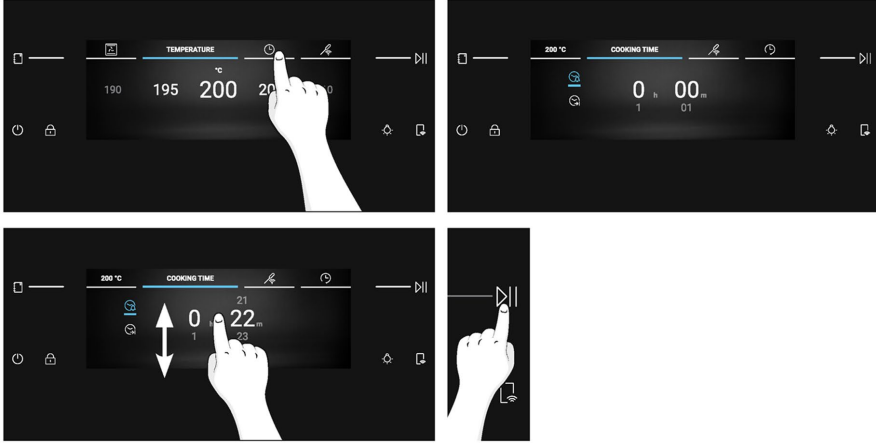 TEMPERATURE
°C
190 195 200
200 °C COOKING TIME
0 h 00 m
1 01
200 °C COOKING TIME
21
0 h 22 m
1 23